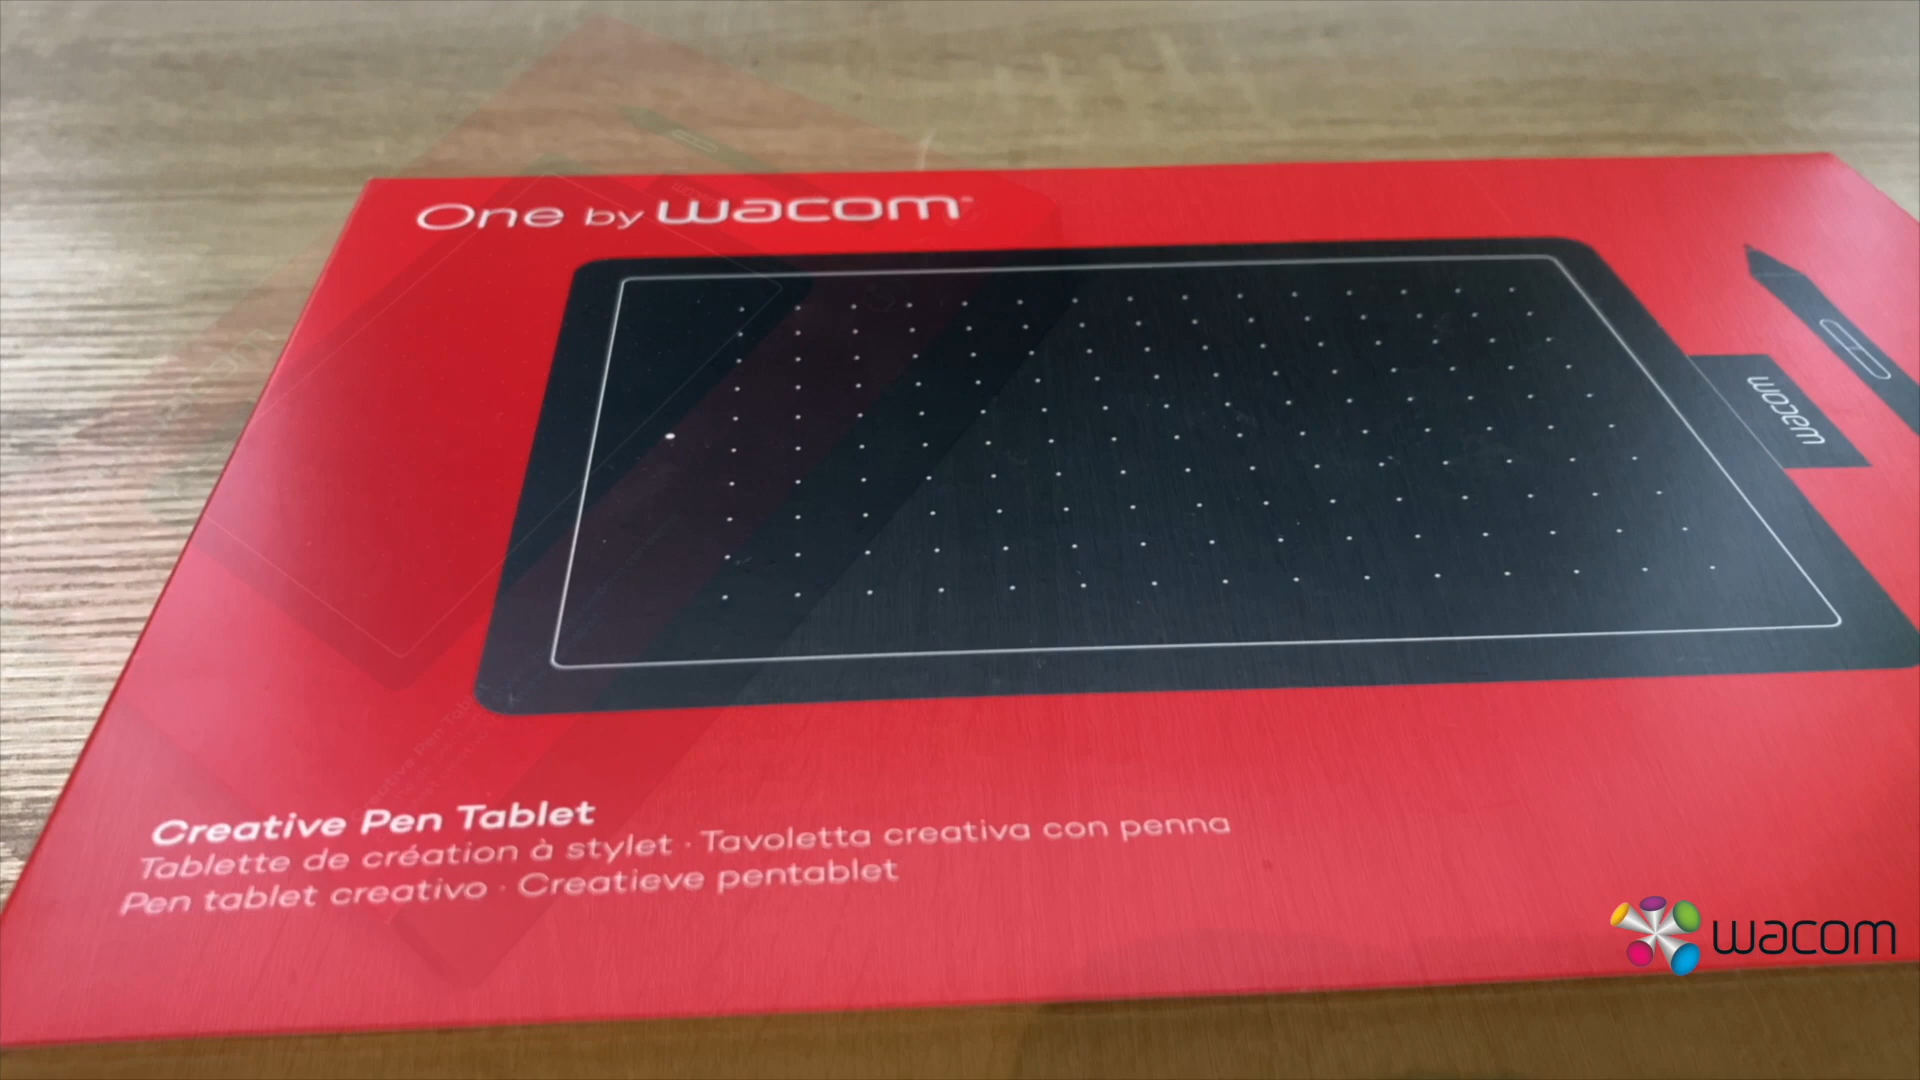 One by wacom
wacom
Creative Pen Tablet
Tablette de création à stylet · Tavoletta creativa con penna
Pen tablet creativo · Creatieve pentablet
wacom